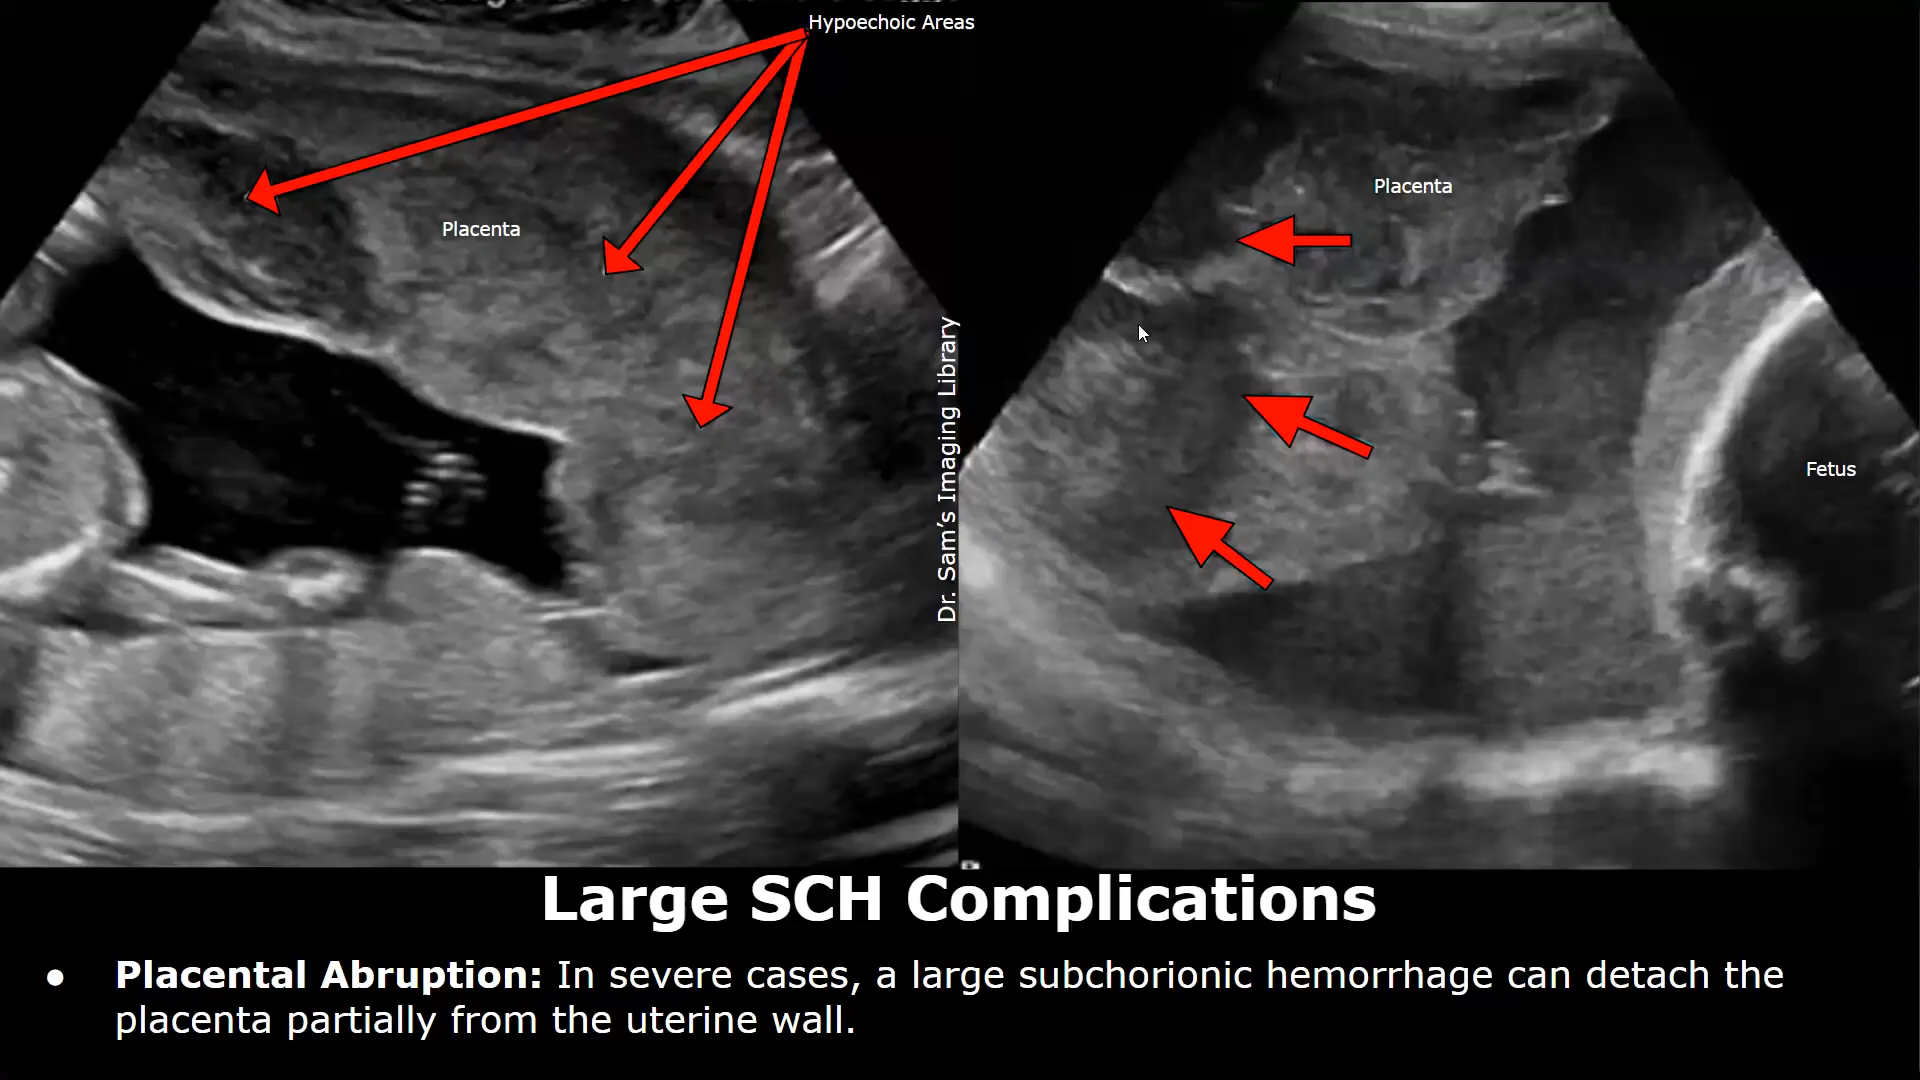 Hypoechoic Areas
Placenta
Placenta
Fetus
Dr. Sam's Imaging Library
Large SCH Complications
● Placental Abruption: In severe cases, a large subchorionic hemorrhage can detach the
placenta partially from the uterine wall.